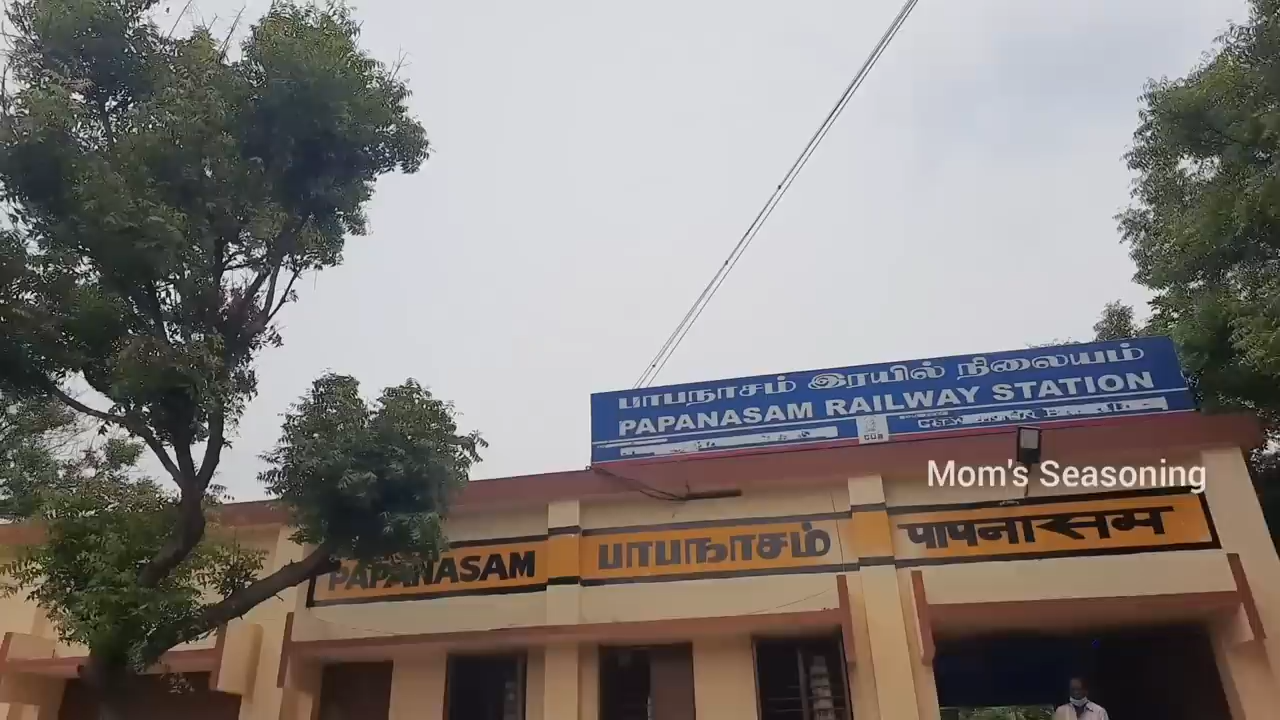 பாபநாசம் இரயில் நிலையம்
PAPANASAM RAILWAY STATION
Mom's Seasoning
PAPANASAM
பாபநாசம்
पापनासम